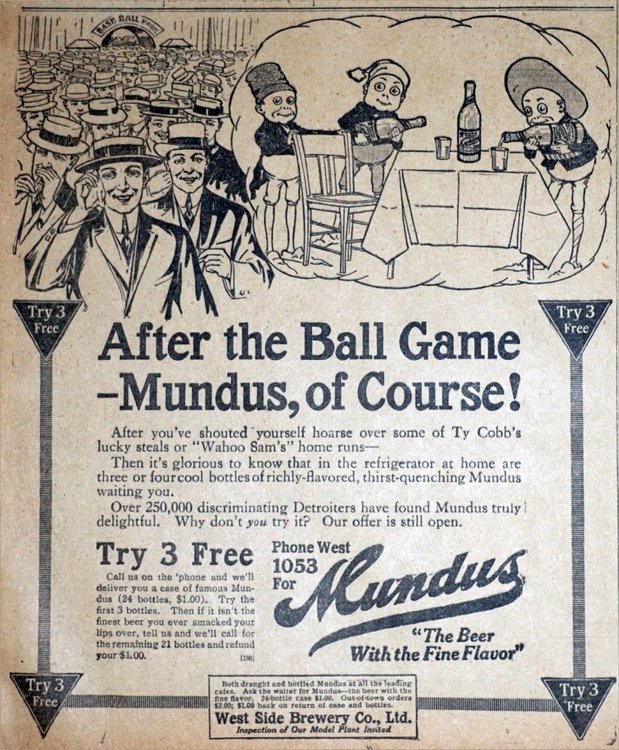 BASE BALL PARK
Try 3
Free
Try 3
Free
After the Ball Game
–Mundus, of Course!
After you've shouted yourself hoarse over some of Ty Cobb's
lucky steals or "Wahoo Sam's" home runs—
Then it's glorious to know that in the refrigerator at home are
three or four cool bottles of richly-flavored, thirst-quenching Mundus
waiting you.
Over 250,000 discriminating Detroiters have found Mundus truly
delightful. Why don't you try it? Our offer is still open.
Try 3 Free
Call us on the 'phone and we'll
deliver you a case of famous Mun-
dus (24 bottles, $1.00). Try the
first 3 bottles. Then if it isn't the
finest beer you ever smacked your
lips over, tell us and we'll call for
the remaining 21 bottles and refund
your $1.00.
[180]
Phone West
1053
For
Mundus
"The Beer
With the Fine Flavor"
Try 3
Free
Try 3
Free
Both draught and bottled Mundus at all the leading
cafes. Ask the waiter for Mundus—the beer with the
fine flavor. 24-bottle case $1.00. Out-of-town orders
$2.00; $1.00 back on return of case and bottles.
West Side Brewery Co., Ltd.
Inspection of Our Model Plant Invited